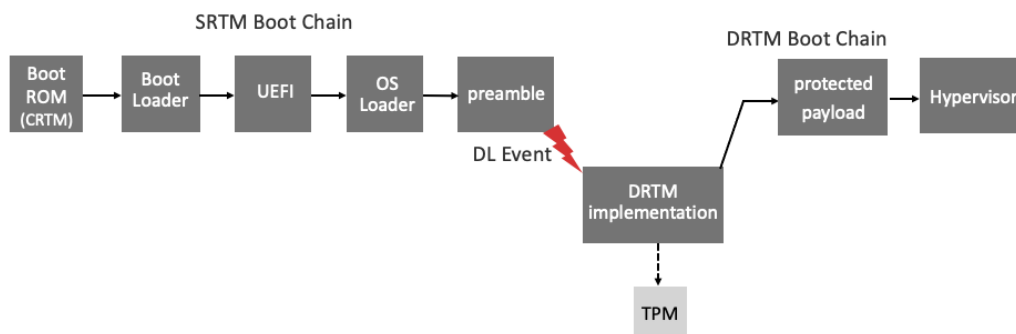 SRTM Boot Chain
Boot
ROM
(CRTM)
Boot
Loader
UEFI
OS
Loader
preamble
DL Event
DRTM
implementation
TPM
DRTM Boot Chain
protected
payload
Hypervisor